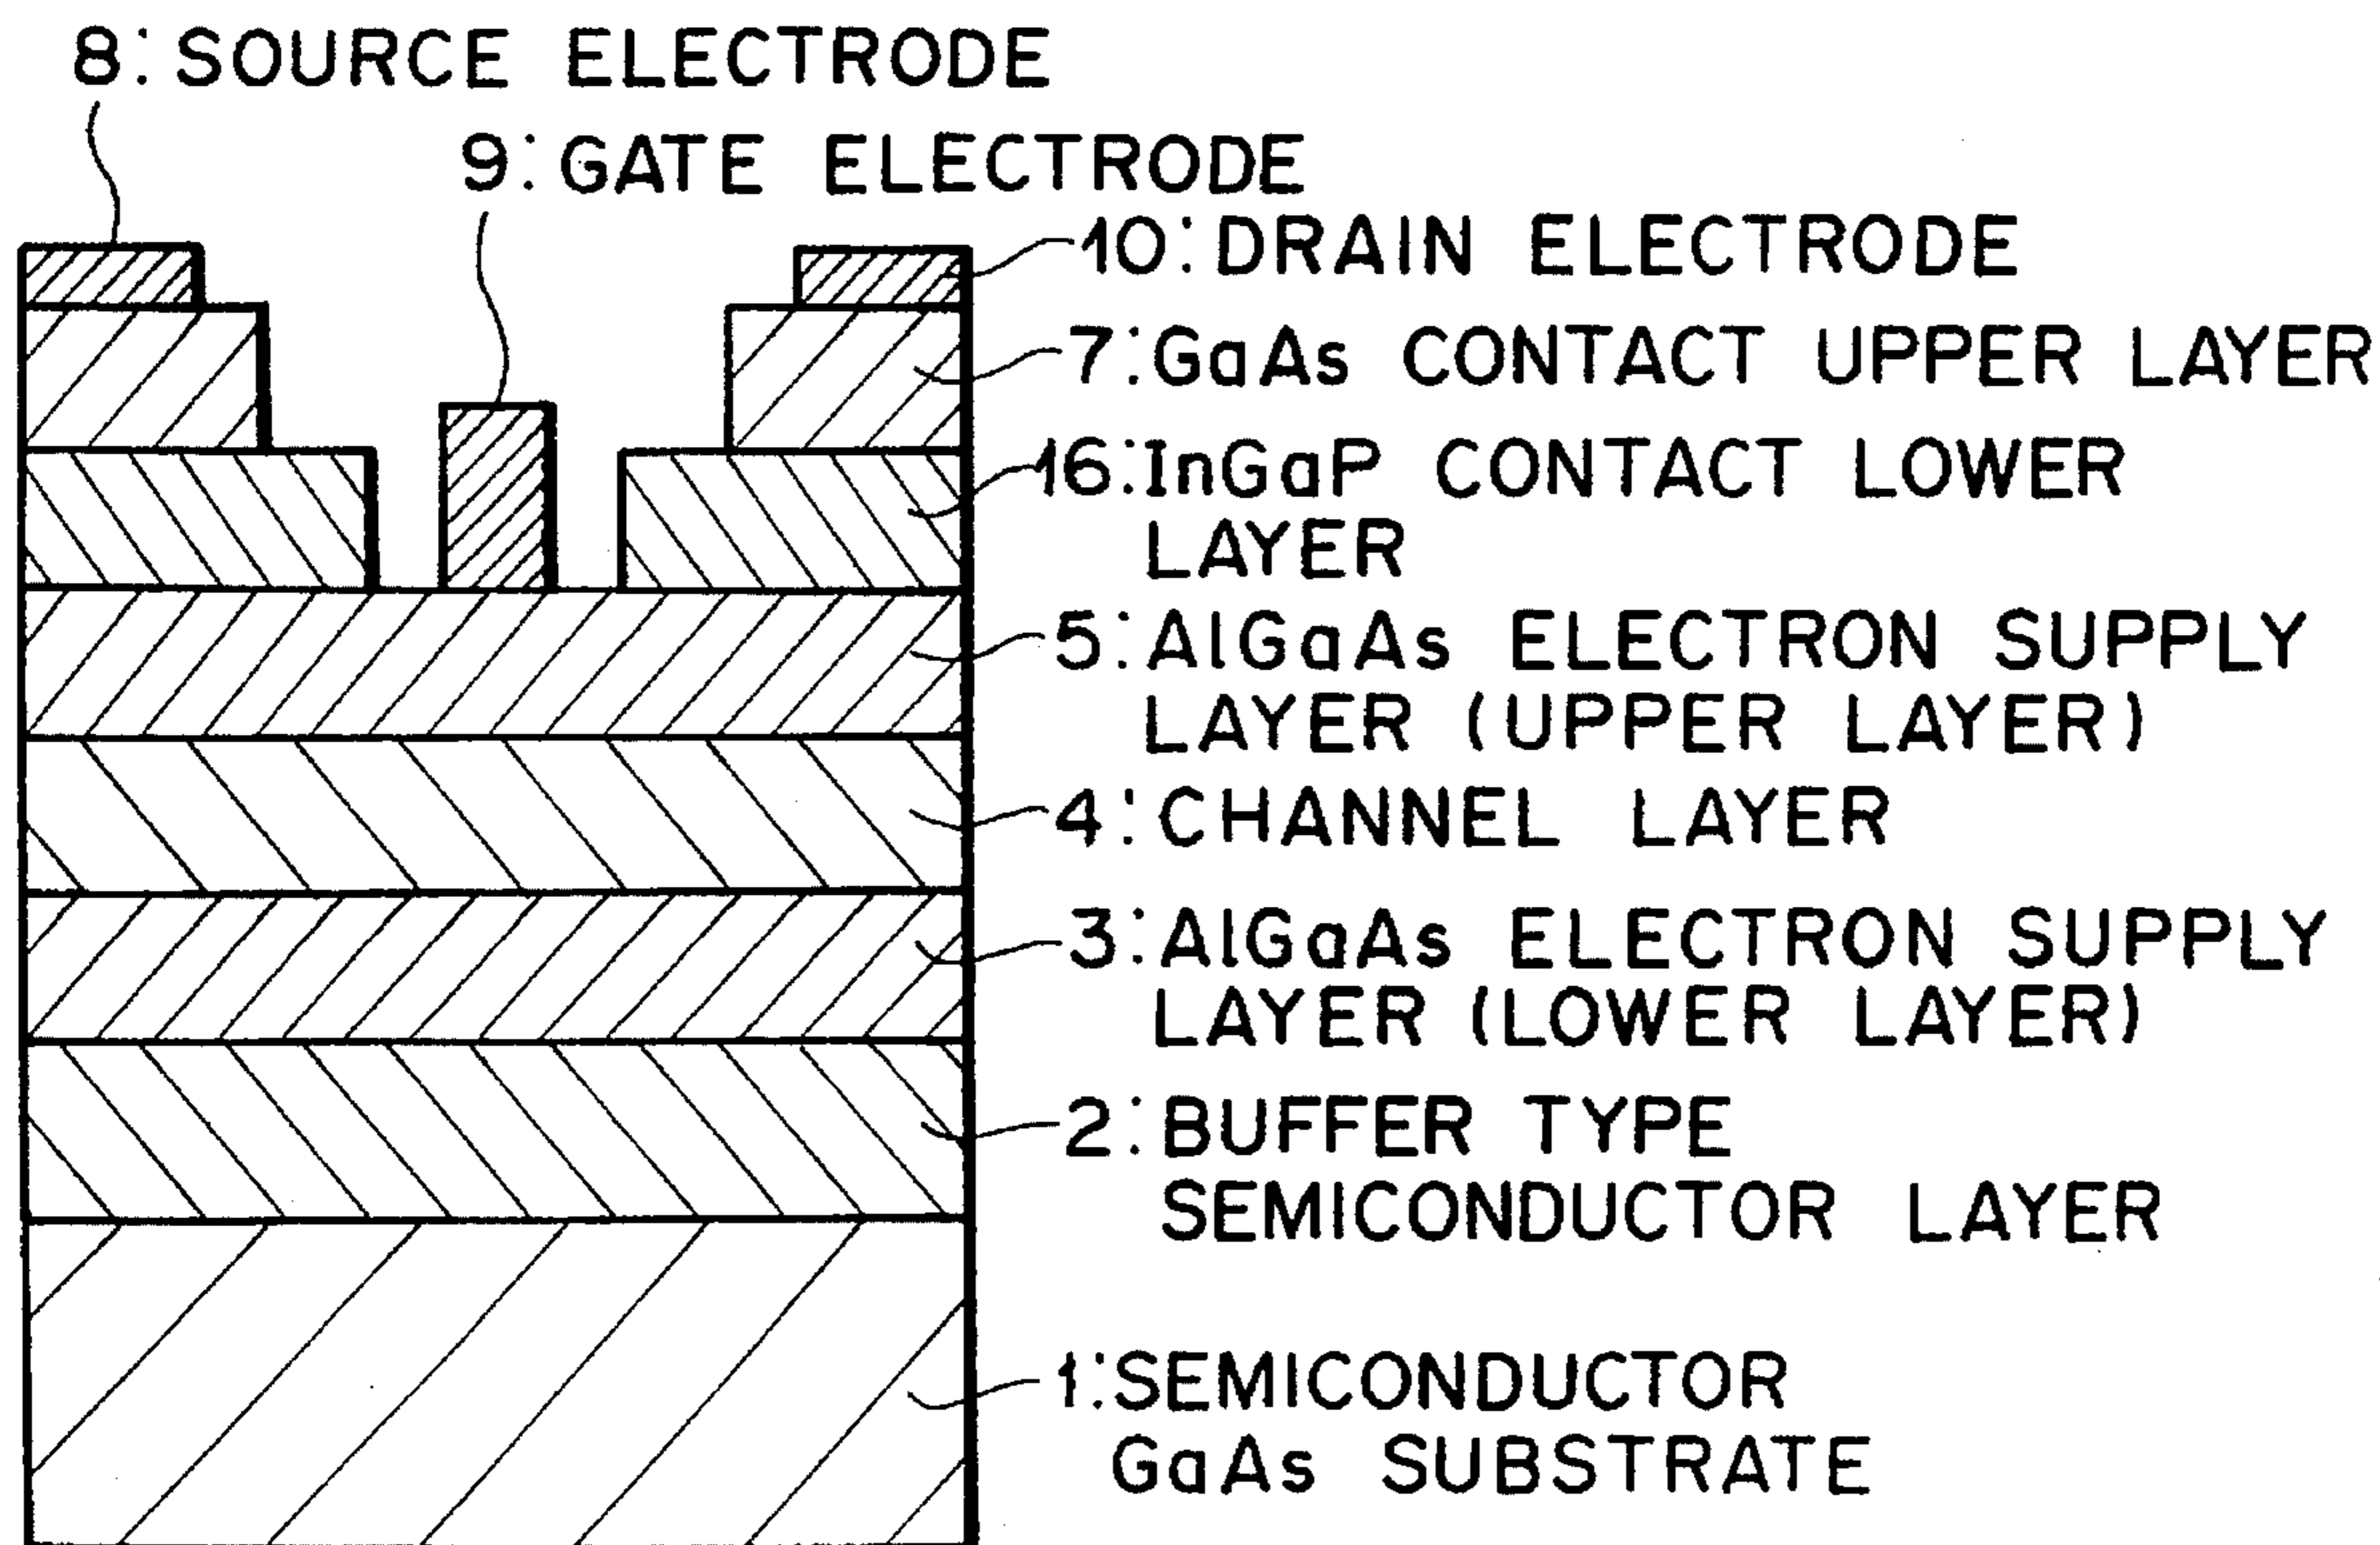 8: SOURCE ELECTRODE
9: GATE ELECTRODE
10: DRAIN ELECTRODE
7: GaAs CONTACT UPPER LAYER
16: InGaP CONTACT LOWER
LAYER
5: AlGaAs ELECTRON SUPPLY
LAYER (UPPER LAYER)
4: CHANNEL LAYER
3: AlGaAs ELECTRON SUPPLY
LAYER (LOWER LAYER)
2: BUFFER TYPE
SEMICONDUCTOR LAYER
1: SEMICONDUCTOR
GaAs SUBSTRATE